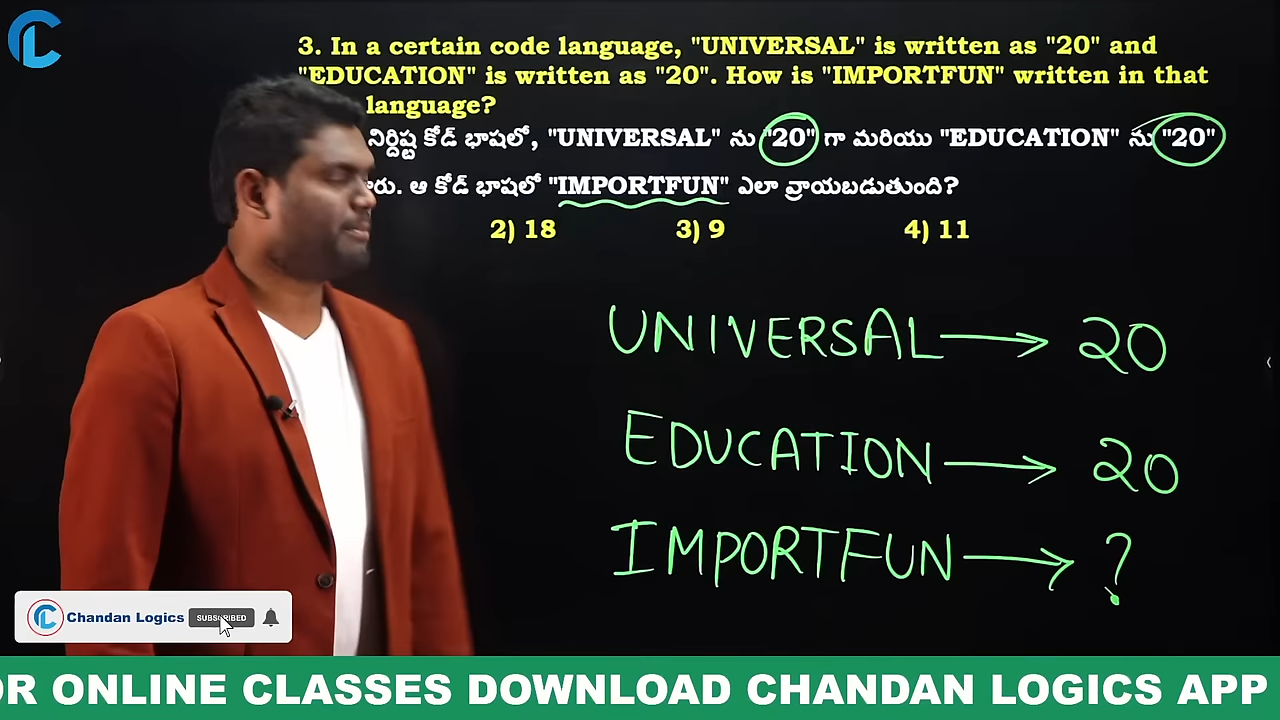 3. In a certain code language, "UNIVERSAL" is written as "20" and
"EDUCATION" is written as "20". How is "IMPORTFUN" written in that
language?
నిర్దిష్ట కోడ్ భాషలో, "UNIVERSAL" ను "20" గా మరియు "EDUCATION" ను "20"
ఆ కోడ్ భాషలో "IMPORTFUN" ఎలా వ్రాయబడుతుంది?
2) 18 3) 9 4) 11
UNIVERSAL → 20
EDUCATION → 20
IMPORTFUN → ?
Chandan Logics SUBSCRIBED
OR ONLINE CLASSES DOWNLOAD CHANDAN LOGICS APP